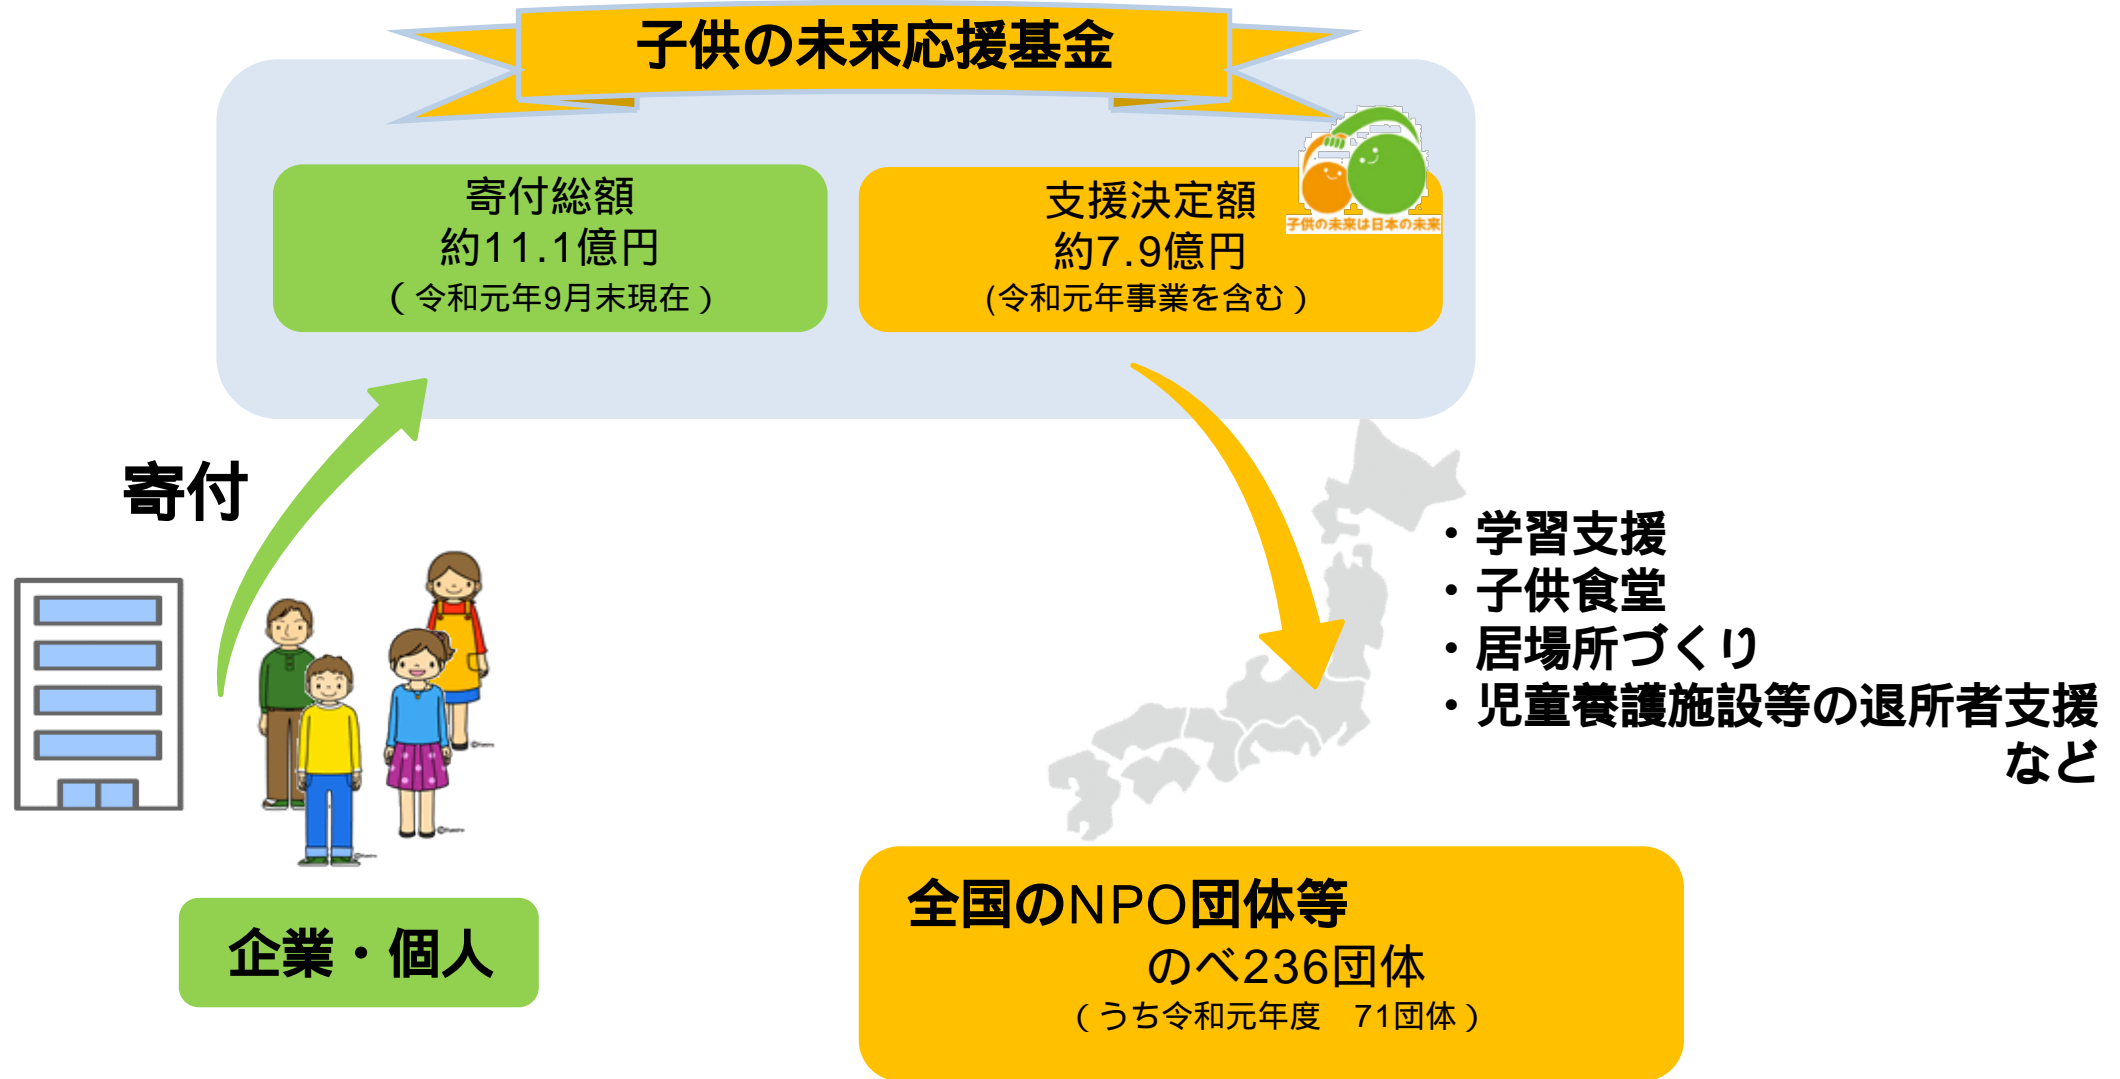 子供の未来応援基金
寄付総額
約11.1億円
（令和元年9月末現在）
支援決定額
約7.9億円
(令和元年事業を含む）
子供の未来は日本の未来
寄付
・学習支援
・子供食堂
・居場所づくり
・児童養護施設等の退所者支援
など
企業・個人
全国のNPO団体等
のべ236団体
（うち令和元年度　71団体）